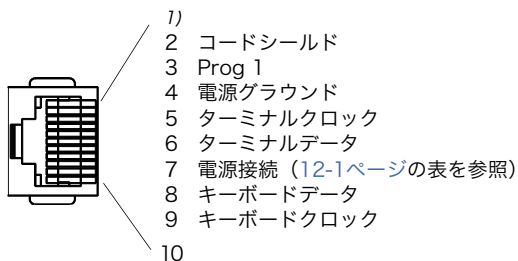 1)
2 コードシールド
3 Prog 1
4 電源グラウンド
5 ターミナルクロック
6 ターミナルデータ
7 電源接続（12-1ページの表を参照）
8 キーボードデータ
9 キーボードクロック
10